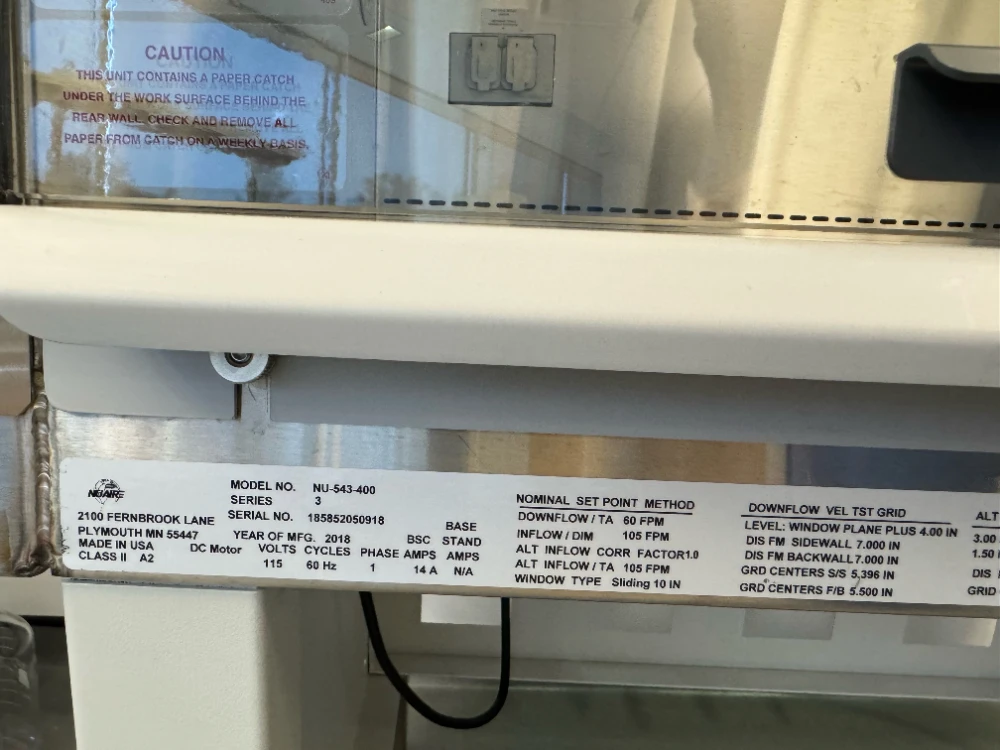 CAUTION
THIS UNIT CONTAINS A PAPER CATCH
UNDER THE WORK SURFACE BEHIND THE
REAR WALL. CHECK AND REMOVE ALL
PAPER FROM CATCH ON A WEEKLY BASIS.
NUAIRE
2100 FERNBROOK LANE
PLYMOUTH MN 55447
MADE IN USA
CLASS II A2
MODEL NO. NU-543-400
SERIES 3
SERIAL NO. 185852050918
YEAR OF MFG. 2018
DC Motor VOLTS CYCLES PHASE BSC AMPS BASE STAND AMPS
115 60 Hz 1 14 A N/A
NOMINAL SET POINT METHOD
DOWNFLOW / TA 60 FPM
INFLOW / DIM 105 FPM
ALT INFLOW CORR FACTOR1.0
ALT INFLOW / TA 105 FPM
WINDOW TYPE Sliding 10 IN
DOWNFLOW VEL TST GRID
LEVEL: WINDOW PLANE PLUS 4.00 IN
DIS FM SIDEWALL 7.000 IN
DIS FM BACKWALL 7.000 IN
GRD CENTERS S/S 5.396 IN
GRD CENTERS F/B 5.500 IN
ALT
3.00
1.50
DIS
GRID